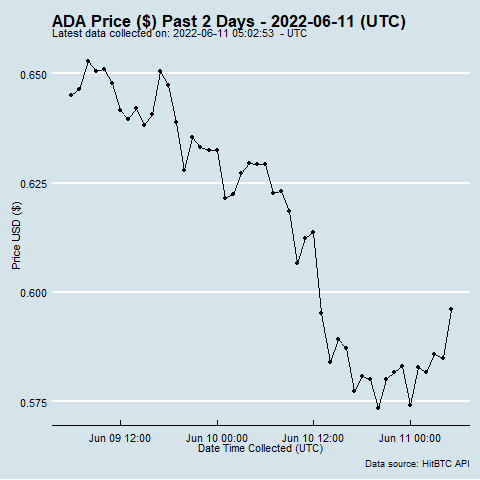 ADA Price ($) Past 2 Days - 2022-06-11 (UTC)
Latest data collected on: 2022-06-11 05:02:53  - UTC
0.650
0.625
0.600
0.575
Price USD ($)
Jun 09 12:00
Jun 10 00:00
Jun 10 12:00
Jun 11 00:00
Date Time Collected (UTC)
Data source: HitBTC API